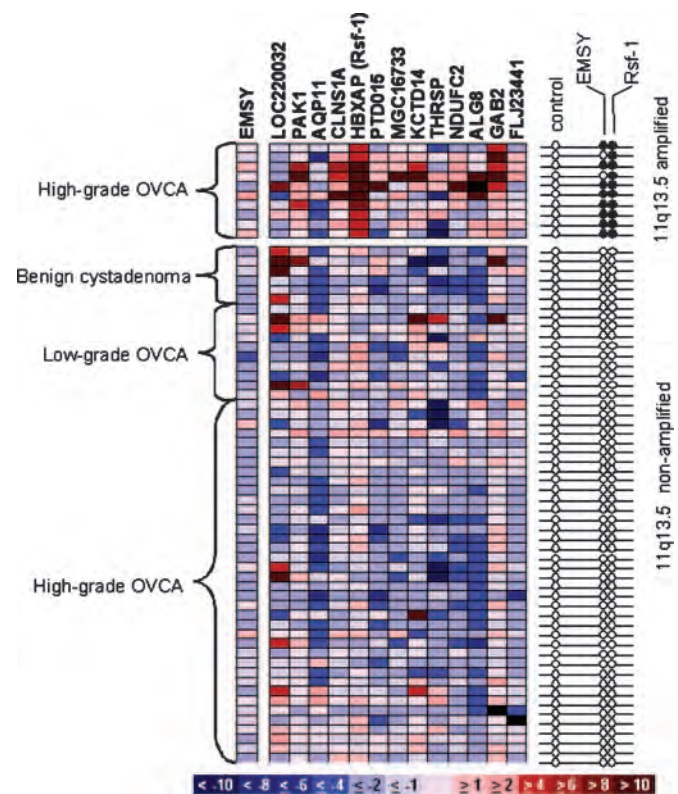 EMSY
LOC220032
PAK1
AQP11
CLNS1A
HBXAP (Rsf-1)
PTD015
MGC16733
KCTD14
THRSP
NDUFC2
ALG8
GAB2
FLJ23441
control
EMSY
Rsf-1
High-grade OVCA
11q13.5 amplified
Benign cystadenoma
Low-grade OVCA
High-grade OVCA
11q13.5 non-amplified
< -10 < -8 < -6 < -4 < -2 < -1 > 1 > 2 > 4 > 6 > 8 > 10